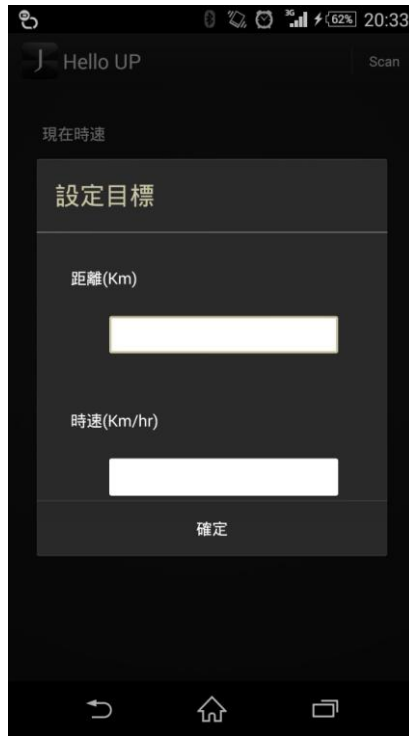 3G
62%
20:33
J
Hello UP
Scan
現在時速
設定目標
距離(Km)
時速(Km/hr)
確定